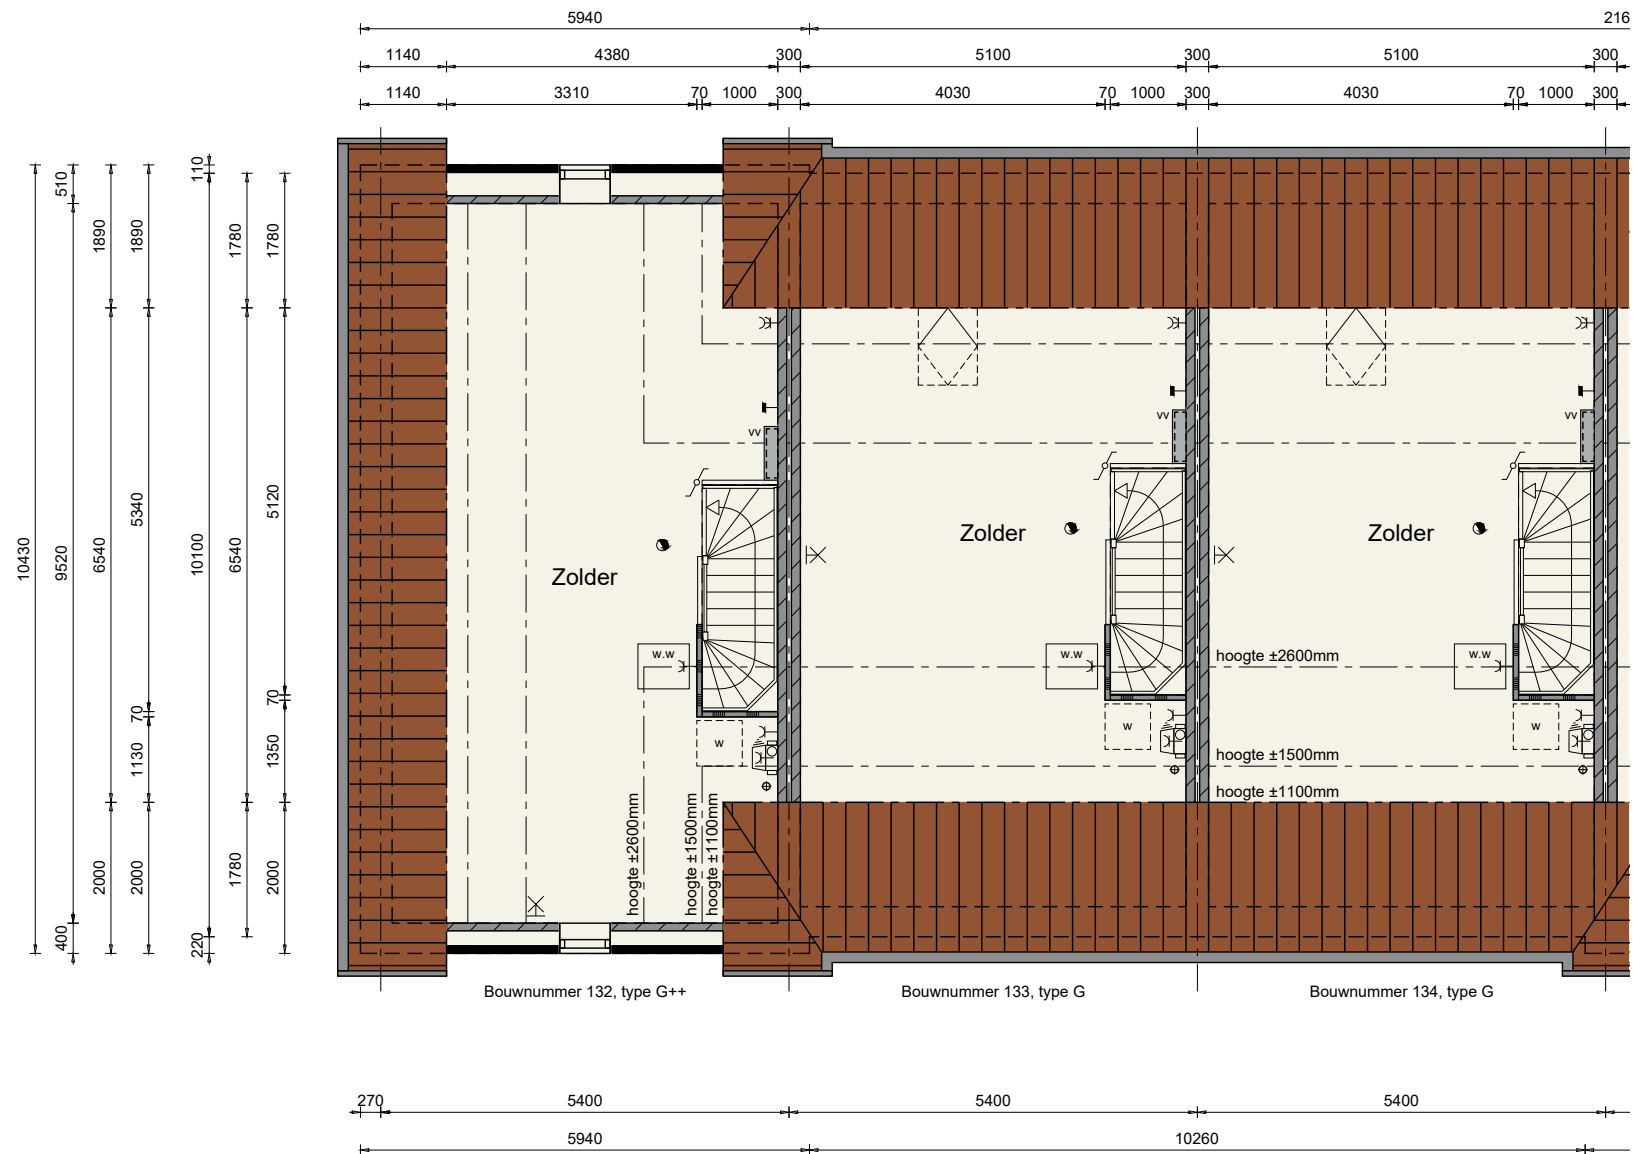 5940
216
1140
4380
300
5100
300
5100
300
1140
3310
70
1000
300
4030
70
1000
300
4030
70
1000
300
10430
510
9520
400
1890
6540
2000
1890
5340
70
1130
2000
110
10100
220
1780
6540
1780
1780
5120
70
1350
2000
vv
vv
vv
Zolder
Zolder
Zolder
w.w
w.w
w.w
w
w
w
hoogte ±2600mm
hoogte ±1500mm
hoogte ±1100mm
hoogte ±2600mm
hoogte ±1500mm
hoogte ±1100mm
Bouwnummer 132, type G++
Bouwnummer 133, type G
Bouwnummer 134, type G
270
5400
5400
5400
5940
10260